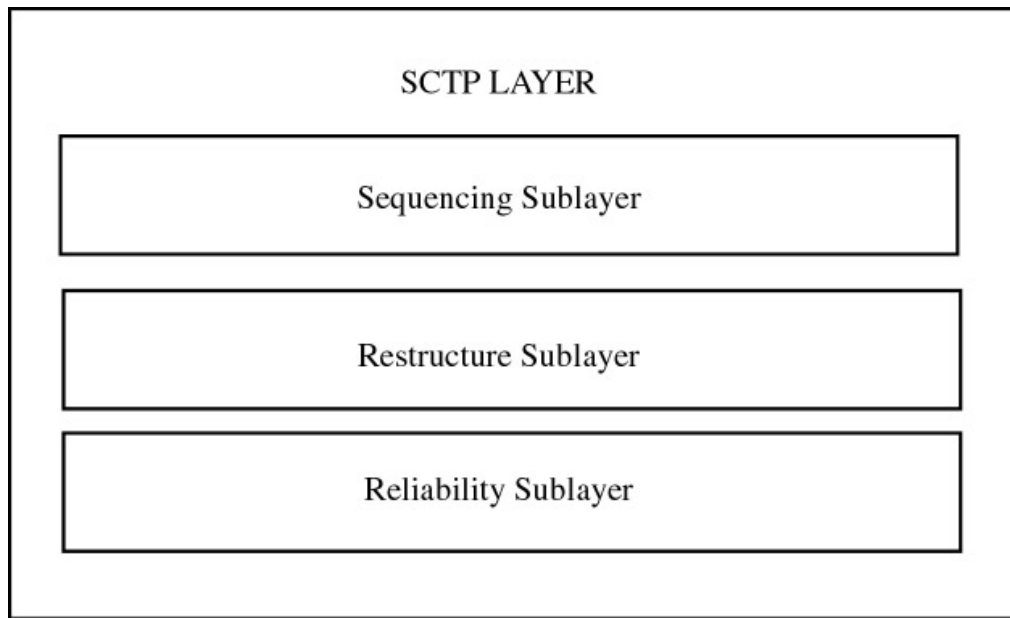 SCTP LAYER
Sequencing Sublayer
Restructure Sublayer
Reliability Sublayer